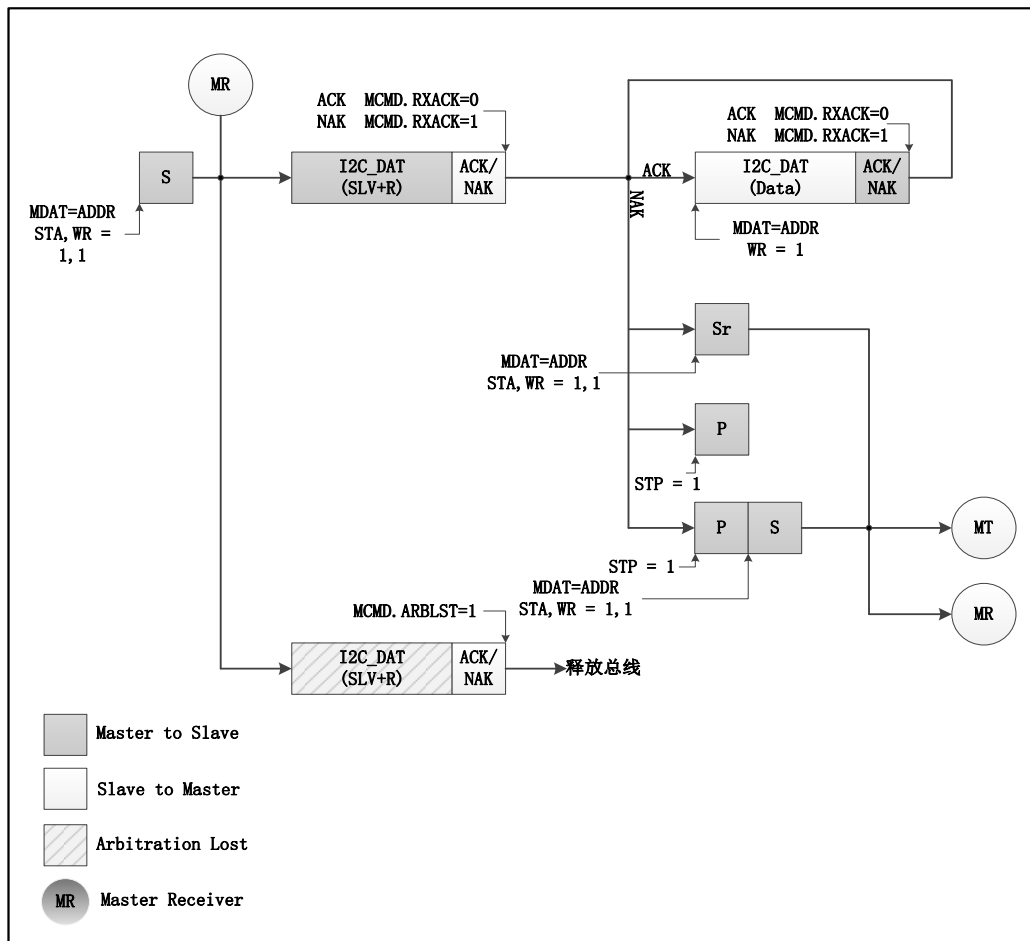 MR
ACK MCMD.RXACK=0
NAK MCMD.RXACK=1
S
I2C_DAT
(SLV+R)
ACK/
NAK
MDAT=ADDR
STA,WR =
1,1
ACK
NAK
ACK MCMD.RXACK=0
NAK MCMD.RXACK=1
I2C_DAT
(Data)
ACK/
NAK
MDAT=ADDR
WR = 1
Sr
MDAT=ADDR
STA,WR = 1,1
P
STP = 1
P
S
STP = 1
MDAT=ADDR
STA,WR = 1,1
MT
MR
MCMD.ARBLST=1
I2C_DAT
(SLV+R)
ACK/
NAK
释放总线
Master to Slave
Slave to Master
Arbitration Lost
MR
Master Receiver